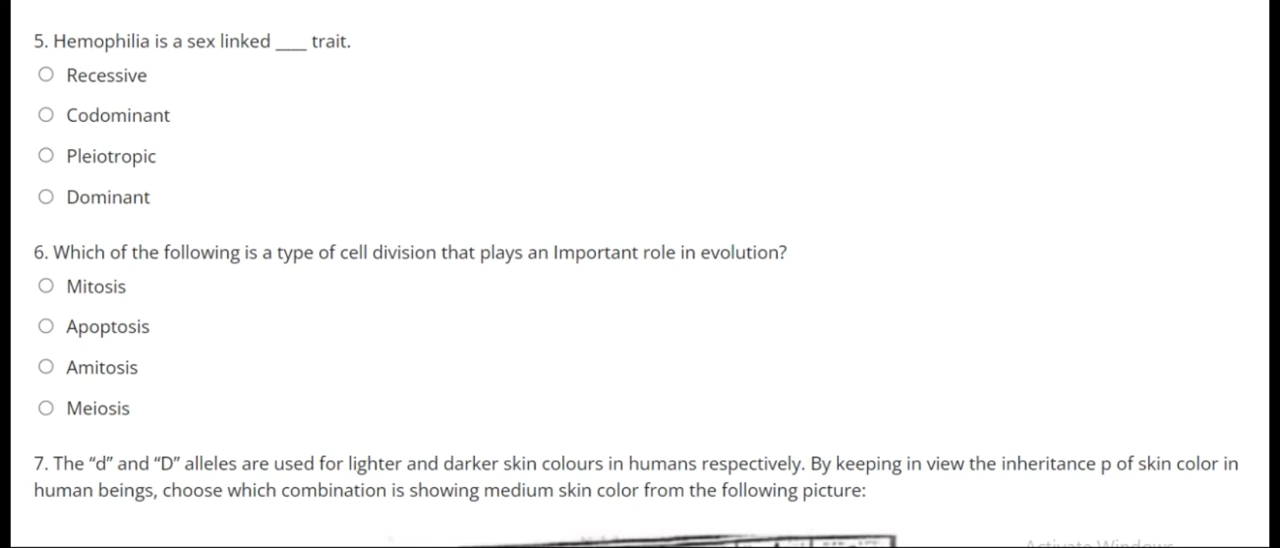 5. Hemophilia is a sex linked ___ trait.
Recessive
Codominant
Pleiotropic
Dominant
6. Which of the following is a type of cell division that plays an Important role in evolution?
Mitosis
Apoptosis
Amitosis
Meiosis
7. The “d” and “D” alleles are used for lighter and darker skin colours in humans respectively. By keeping in view the inheritance p of skin color in
human beings, choose which combination is showing medium skin color from the following picture: